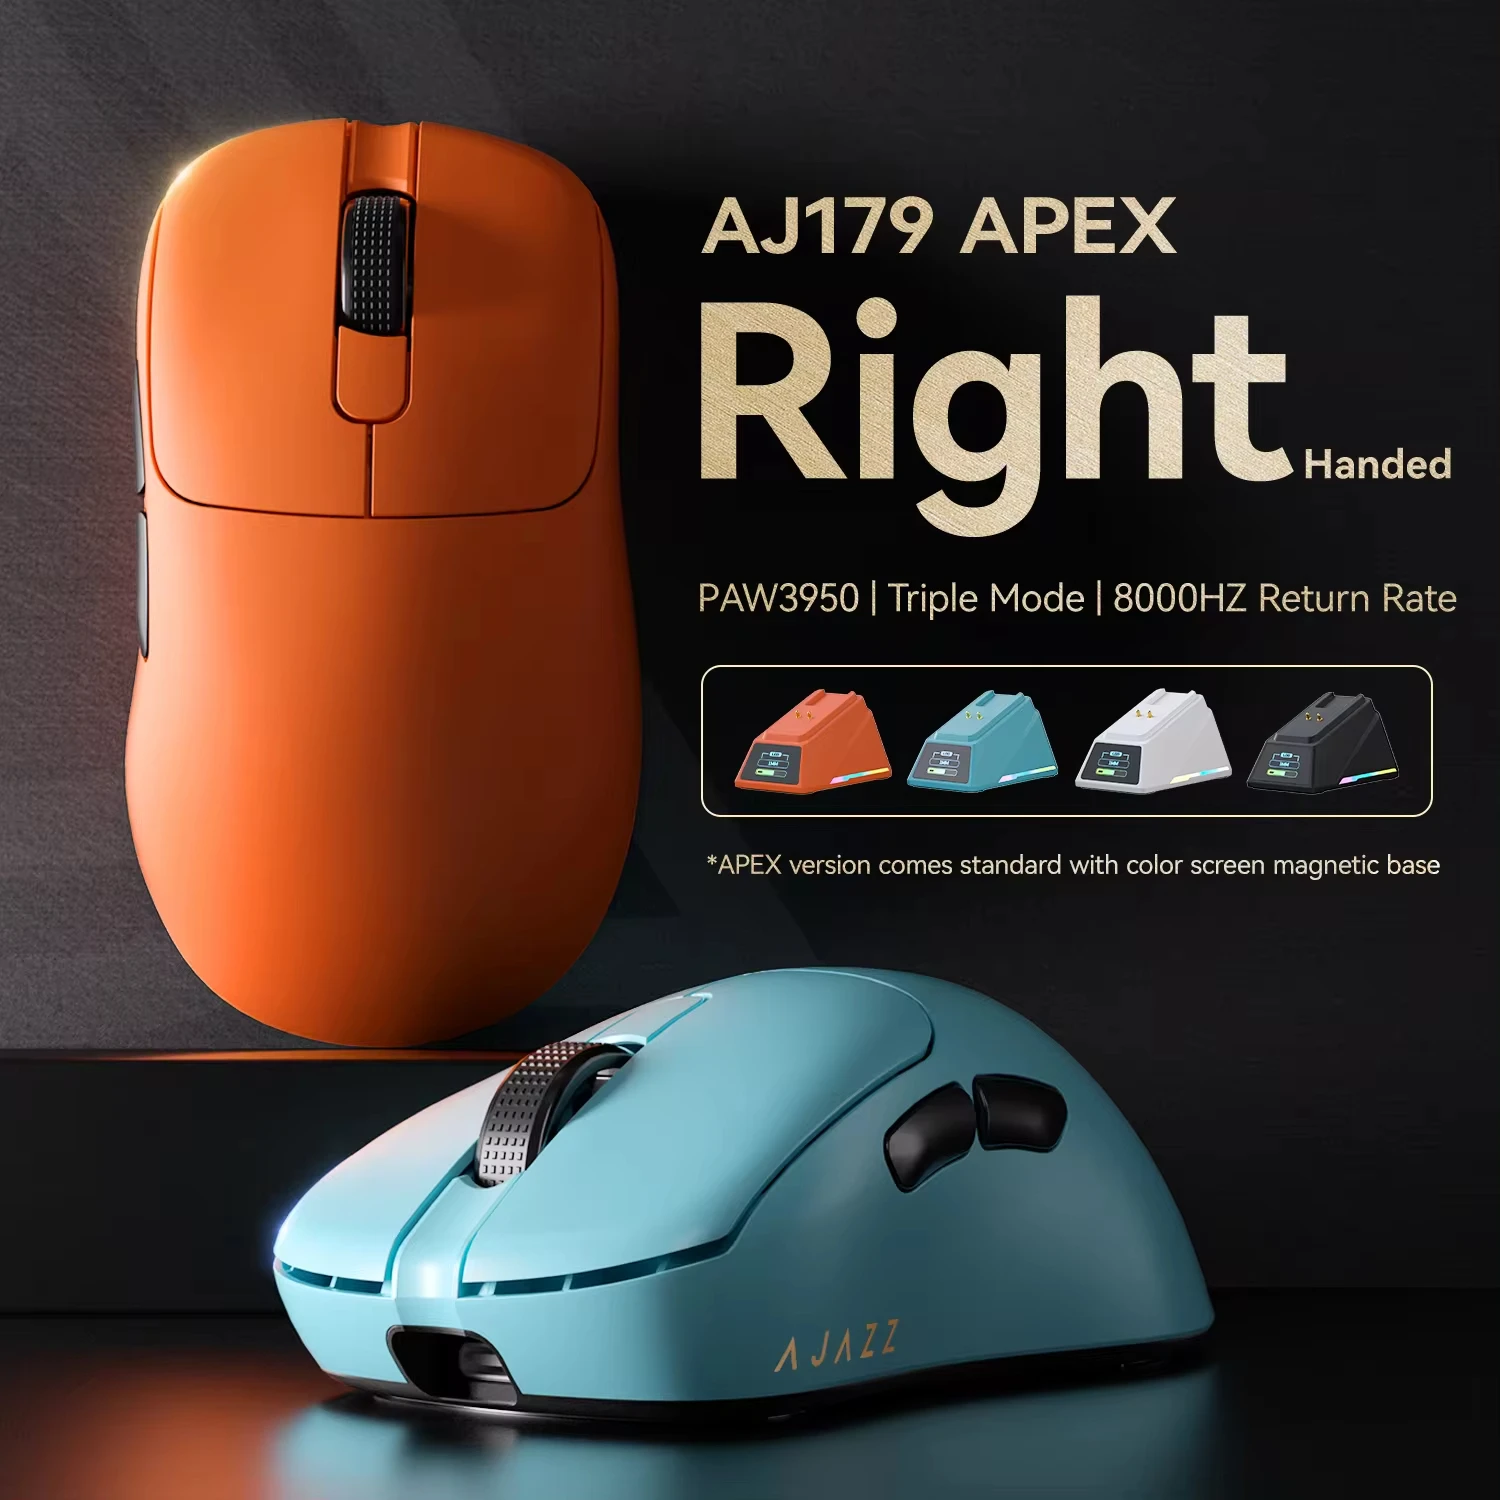 AJ179 APEX
Right Handed
PAW3950 | Triple Mode | 8000HZ Return Rate
*APEX version comes standard with color screen magnetic base
AJAZZ